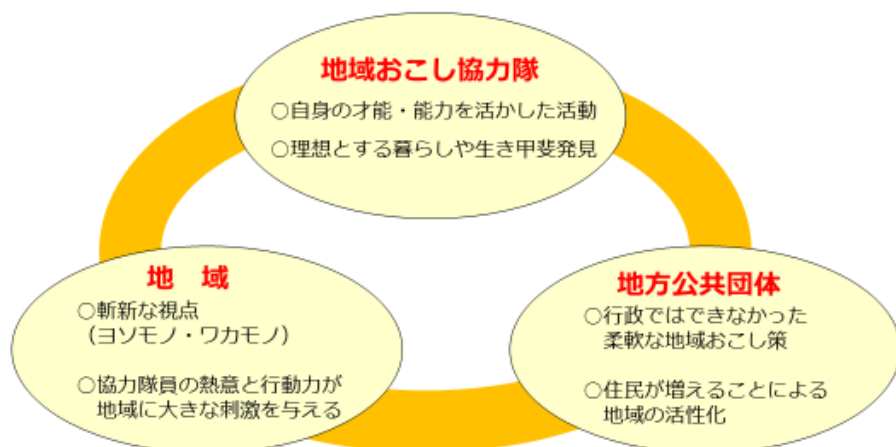 地域おこし協力隊
○自身の才能・能力を活かした活動
○理想とする暮らしや生き甲斐発見
地　域
○斬新な視点
（ヨソモノ・ワカモノ）
○協力隊員の熱意と行動力が
地域に大きな刺激を与える
地方公共団体
○行政ではできなかった
柔軟な地域おこし策
○住民が増えることによる
地域の活性化